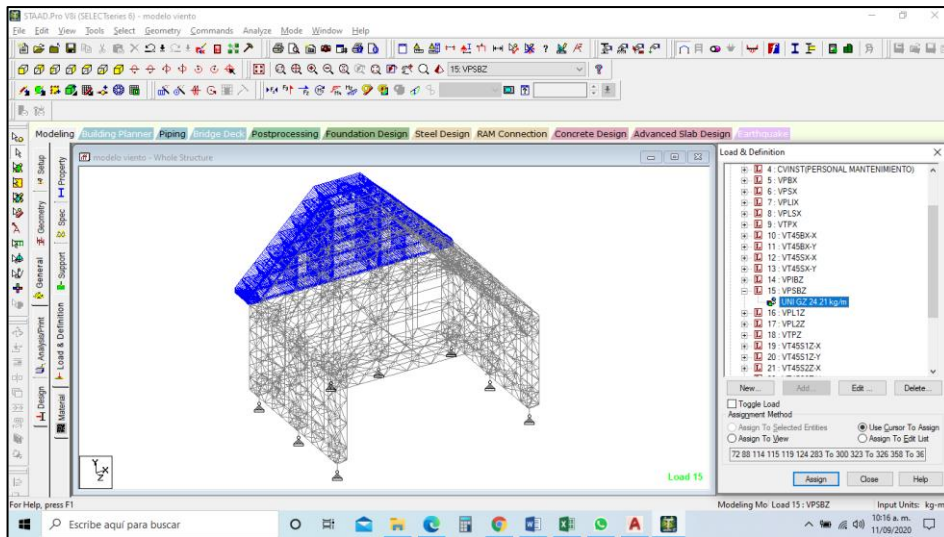 STAAD.Pro V8i (SELECTseries 6) - modelo viento
File Edit View Tools Select Geometry Commands Analyze Mode Window Help
15: VPSBZ
Modeling Building Planner Piping Bridge Deck Postprocessing Foundation Design Steel Design RAM Connection Concrete Design Advanced Slab Design Earthquake
Setup
Geometry
General
Analysis/Print
Design
Property
Spec
Support
Load & Definition
Material
modelo viento - Whole Structure
Y
X
Z
Load 15
Load & Definition
4 : CVINST(PERSONAL MANTENIMIENTO)
5 : VPBX
6 : VPSX
7 : VPLIX
8 : VPLSX
9 : VTPX
10 : VT45BX-X
11 : VT45BX-Y
12 : VT45SX-X
13 : VT45SX-Y
14 : VPIBZ
15 : VPSBZ
UNI GZ 24.21 kg/m
16 : VPL1Z
17 : VPL2Z
18 : VTPZ
19 : VT45S1Z-X
20 : VT45S1Z-Y
21 : VT45S2Z-X
New... Add... Edit ... Delete...
Toggle Load
Assignment Method
Assign To Selected Entities Use Cursor To Assign
Assign To View Assign To Edit List
72 88 114 115 119 124 283 To 300 323 To 326 358 To 36
Assign Close Help
For Help, press F1
Modeling Mo Load 15 : VPSBZ Input Units: kg-m
Escribe aquí para buscar
10:16 a. m.
11/09/2020